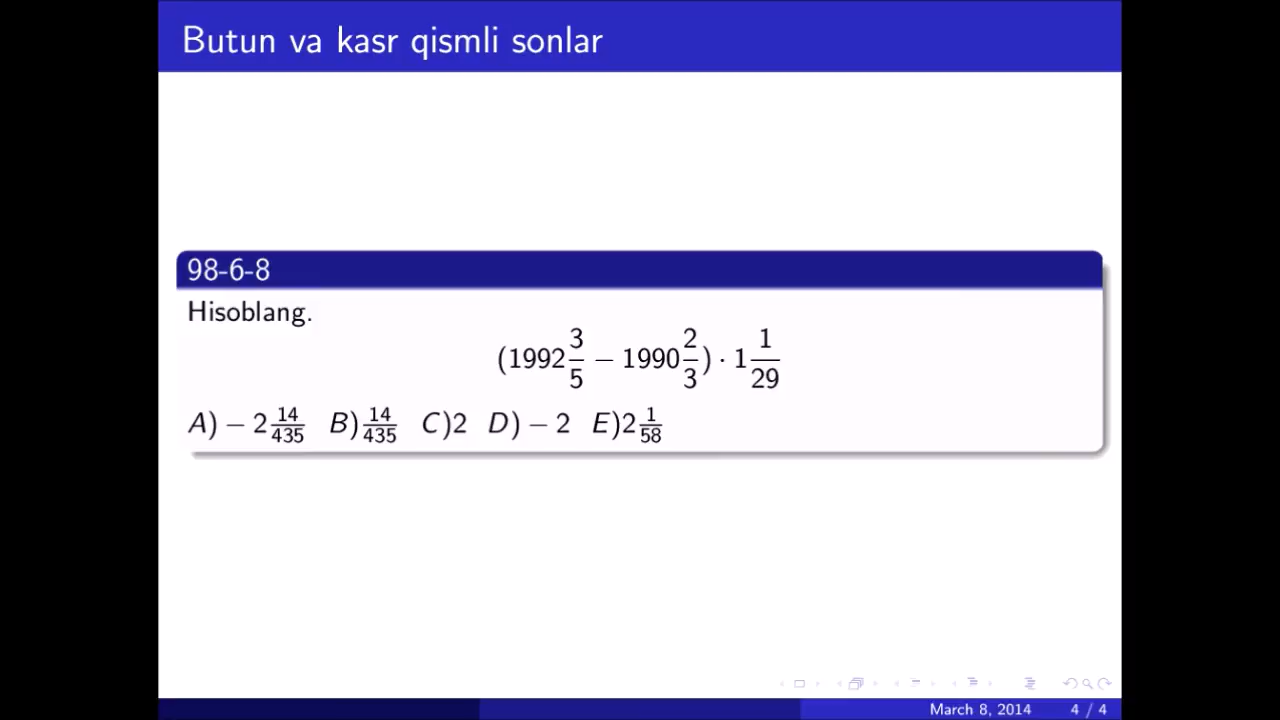 Butun va kasr qismli sonlar
98-6-8
Hisoblang.
(1992 3/5 − 1990 2/3) · 1 1/29
A) − 2 14/435 B) 14/435 C)2 D) − 2 E)2 1/58
March 8, 2014 4 / 4